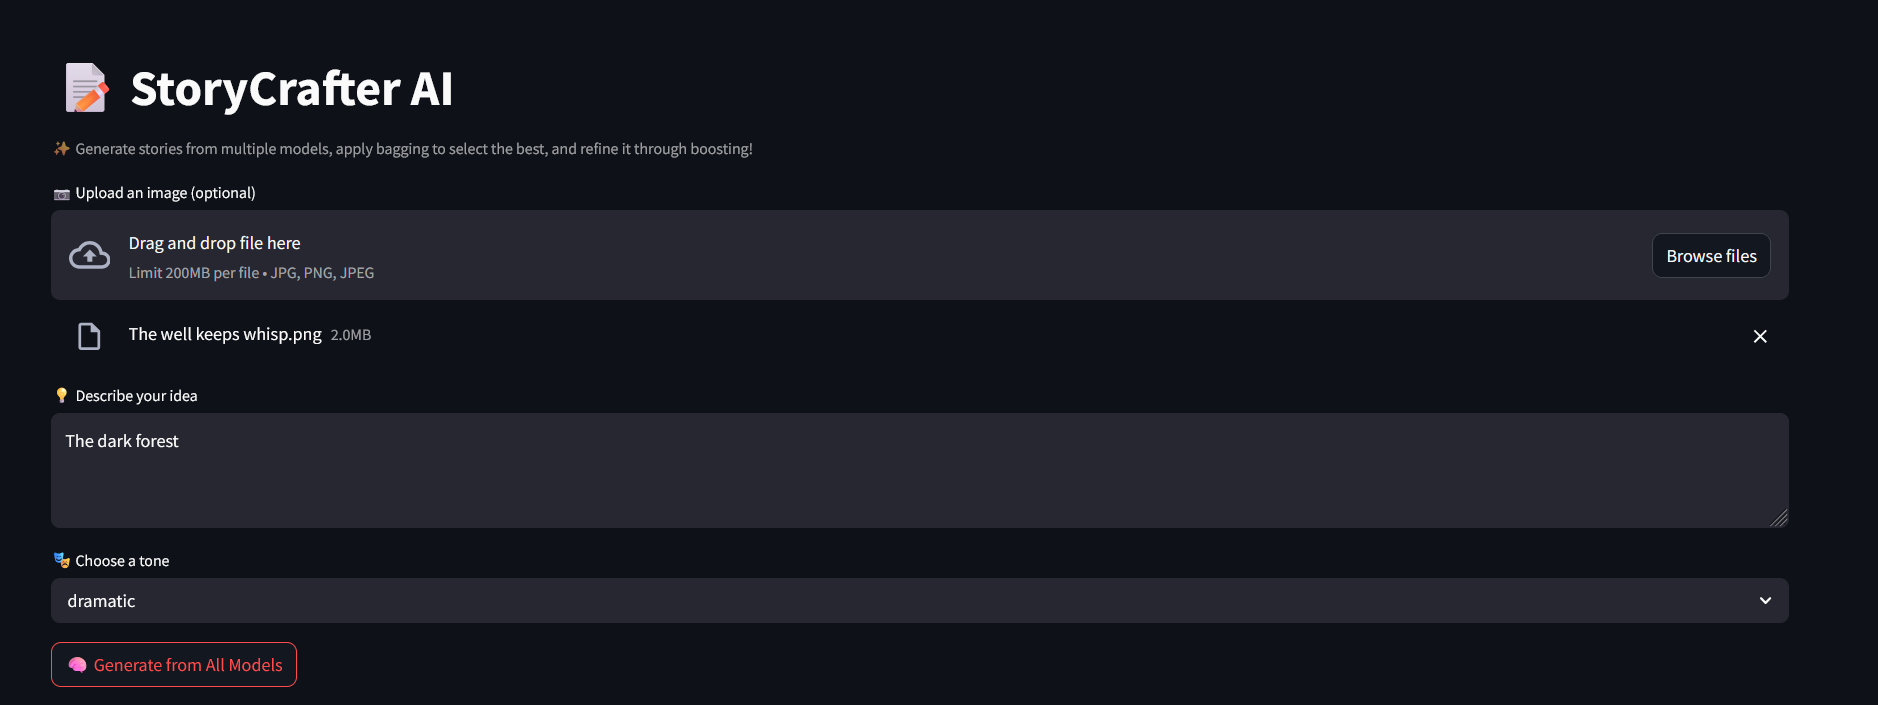 StoryCrafter AI
✨ Generate stories from multiple models, apply bagging to select the best, and refine it through boosting!
📷 Upload an image (optional)
Drag and drop file here
Limit 200MB per file • JPG, PNG, JPEG
Browse files
The well keeps whisp.png 2.0MB
💡 Describe your idea
The dark forest
🎭 Choose a tone
dramatic
🧠 Generate from All Models